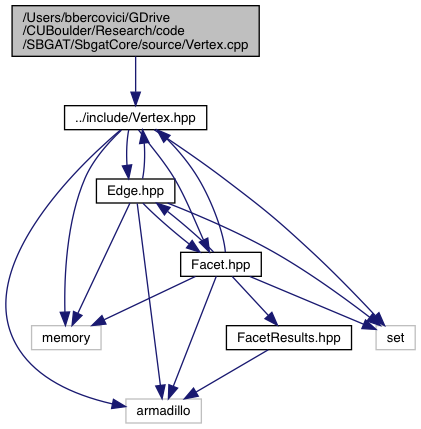 /Users/bbercovici/GDrive
/CUBoulder/Research/code
/SBGAT/SbgatCore/source/Vertex.cpp
../include/Vertex.hpp
Edge.hpp
Facet.hpp
memory
FacetResults.hpp
set
armadillo